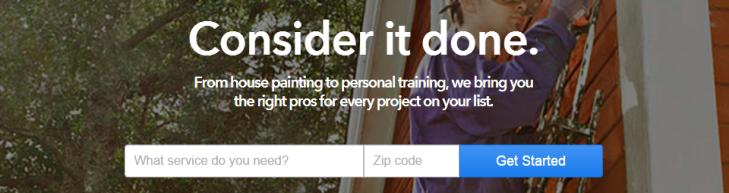 Consider it done.
From house painting to personal training, we bring you
the right pros for every project on your list.
What service do you need? Zip code Get Started